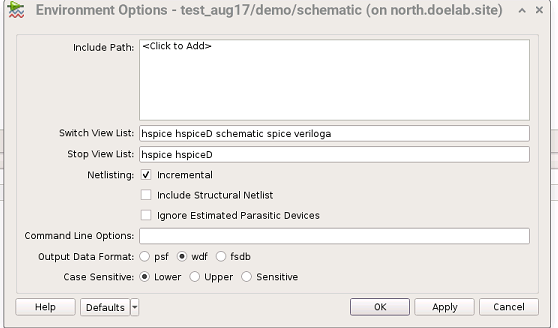 Environment Options - test_aug17/demo/schematic (on north.doelab.site)
Include Path: <Click to Add>
Switch View List: hspice hspiceD schematic spice veriloga
Stop View List: hspice hspiceD
Netlisting: Incremental
Include Structural Netlist
Ignore Estimated Parasitic Devices
Command Line Options:
Output Data Format: psf wdf fsdb
Case Sensitive: Lower Upper Sensitive
Help Defaults OK Apply Cancel